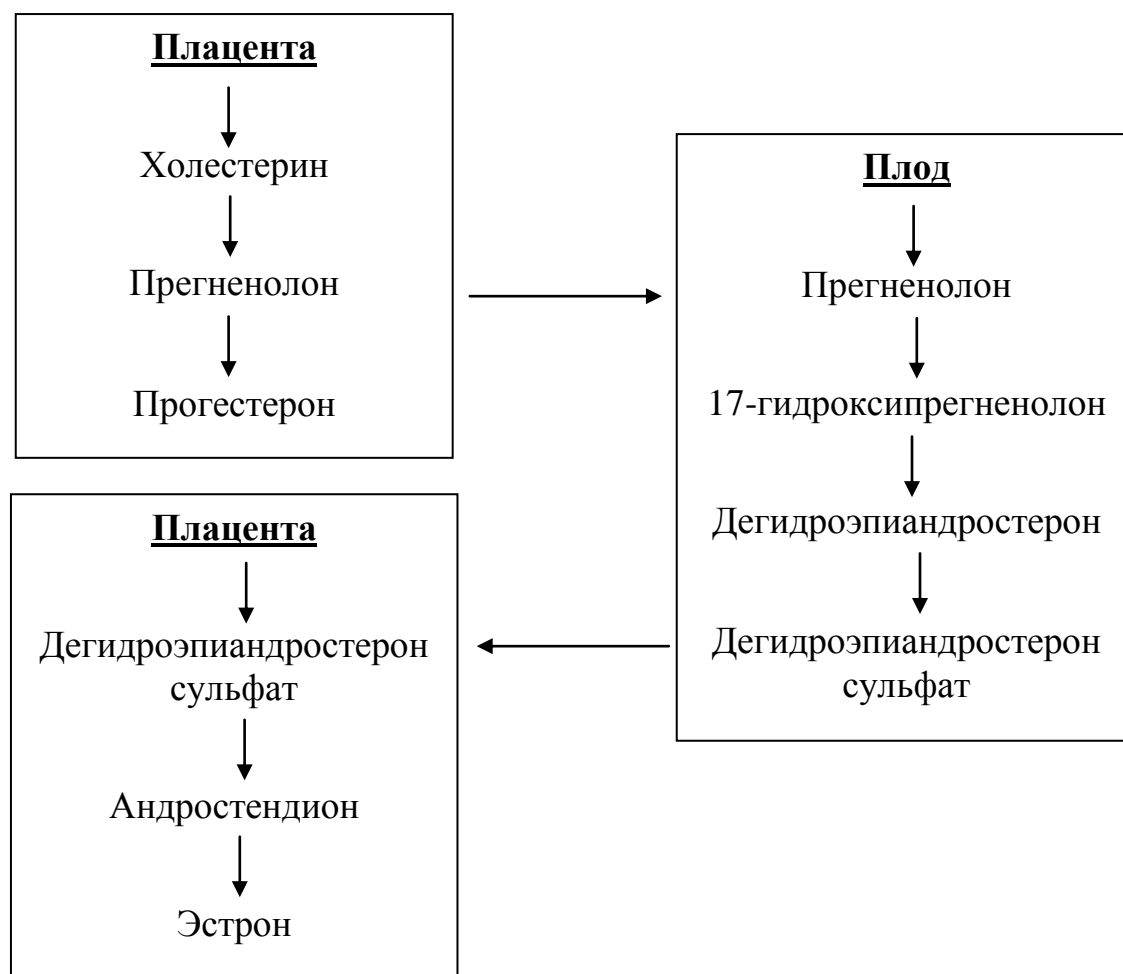 Плацента
Холестерин
Прегненолон
Прогестерон
Плод
Прегненолон
17-гидроксипрегненолон
Дегидроэпиандростерон
Дегидроэпиандростерон
сульфат
Плацента
Дегидроэпиандростерон
сульфат
Андростендион
Эстрон